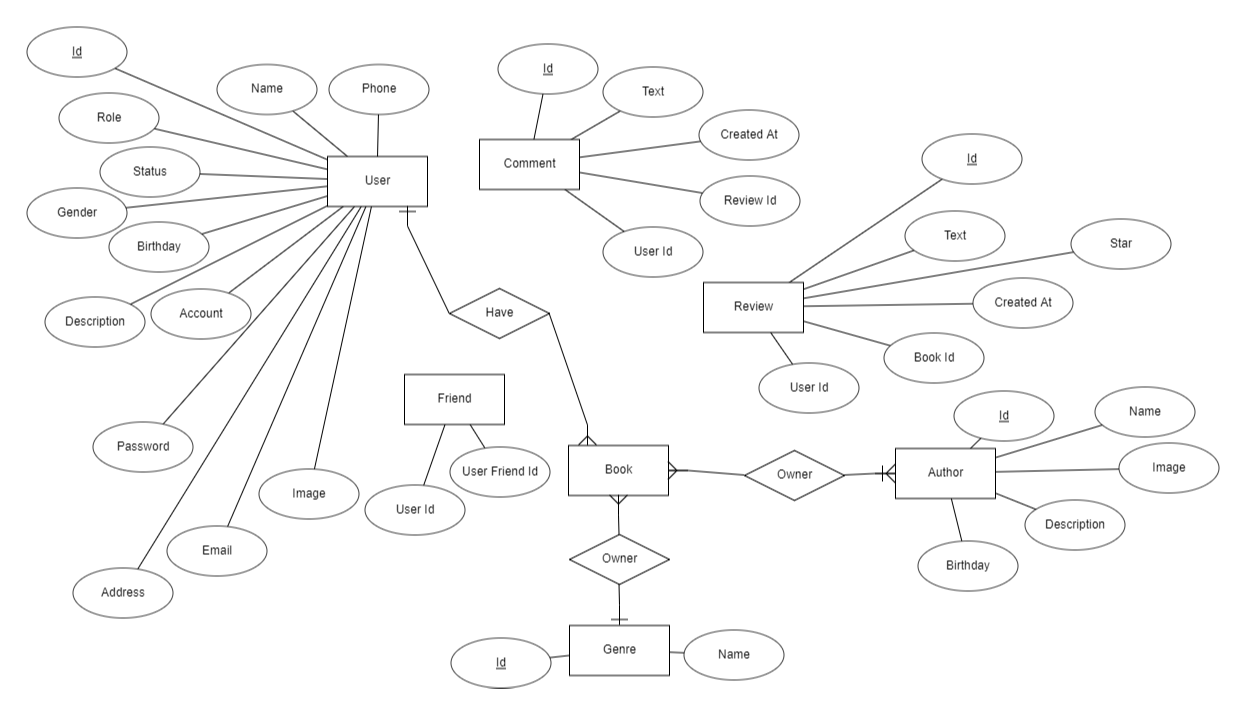 Id
Name
Phone
Role
Status
User
Gender
Birthday
Description
Account
Password
Image
Email
Address
Id
Text
Created At
Comment
Review Id
User Id
Id
Text
Star
Review
Created At
Book Id
User Id
Have
Friend
User Friend Id
User Id
Book
Owner
Author
Id
Name
Image
Description
Birthday
Owner
Genre
Id
Name